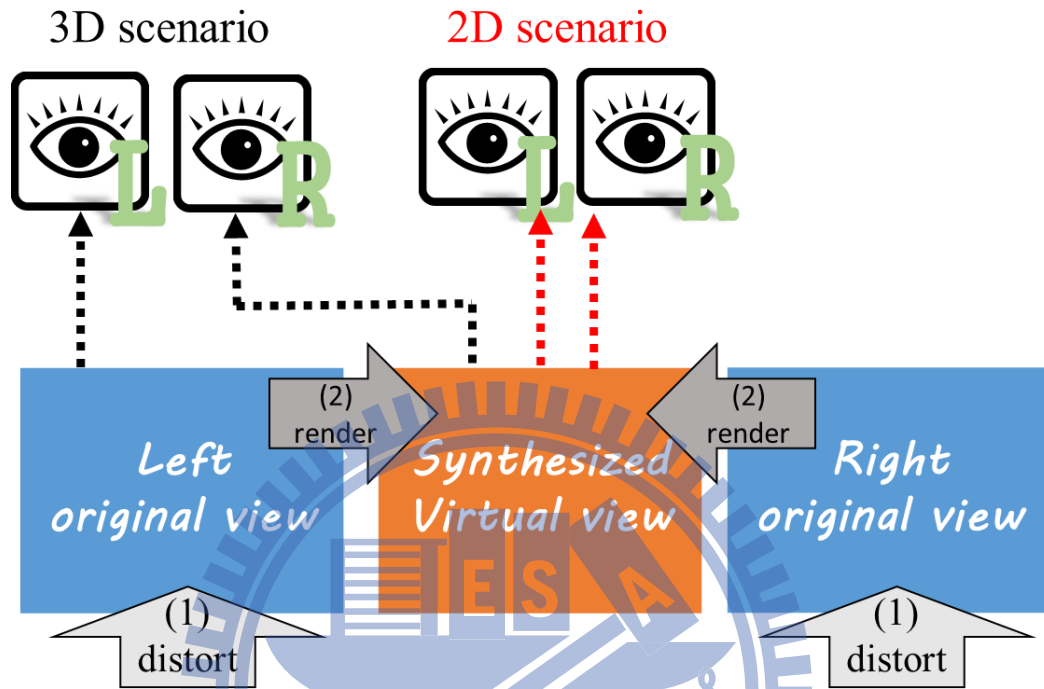 3D scenario
2D scenario
L
R
L
R
(2)
render
(2)
render
Left
original view
Synthesized
Virtual view
Right
original view
E S A
(1)
distort
(1)
distort